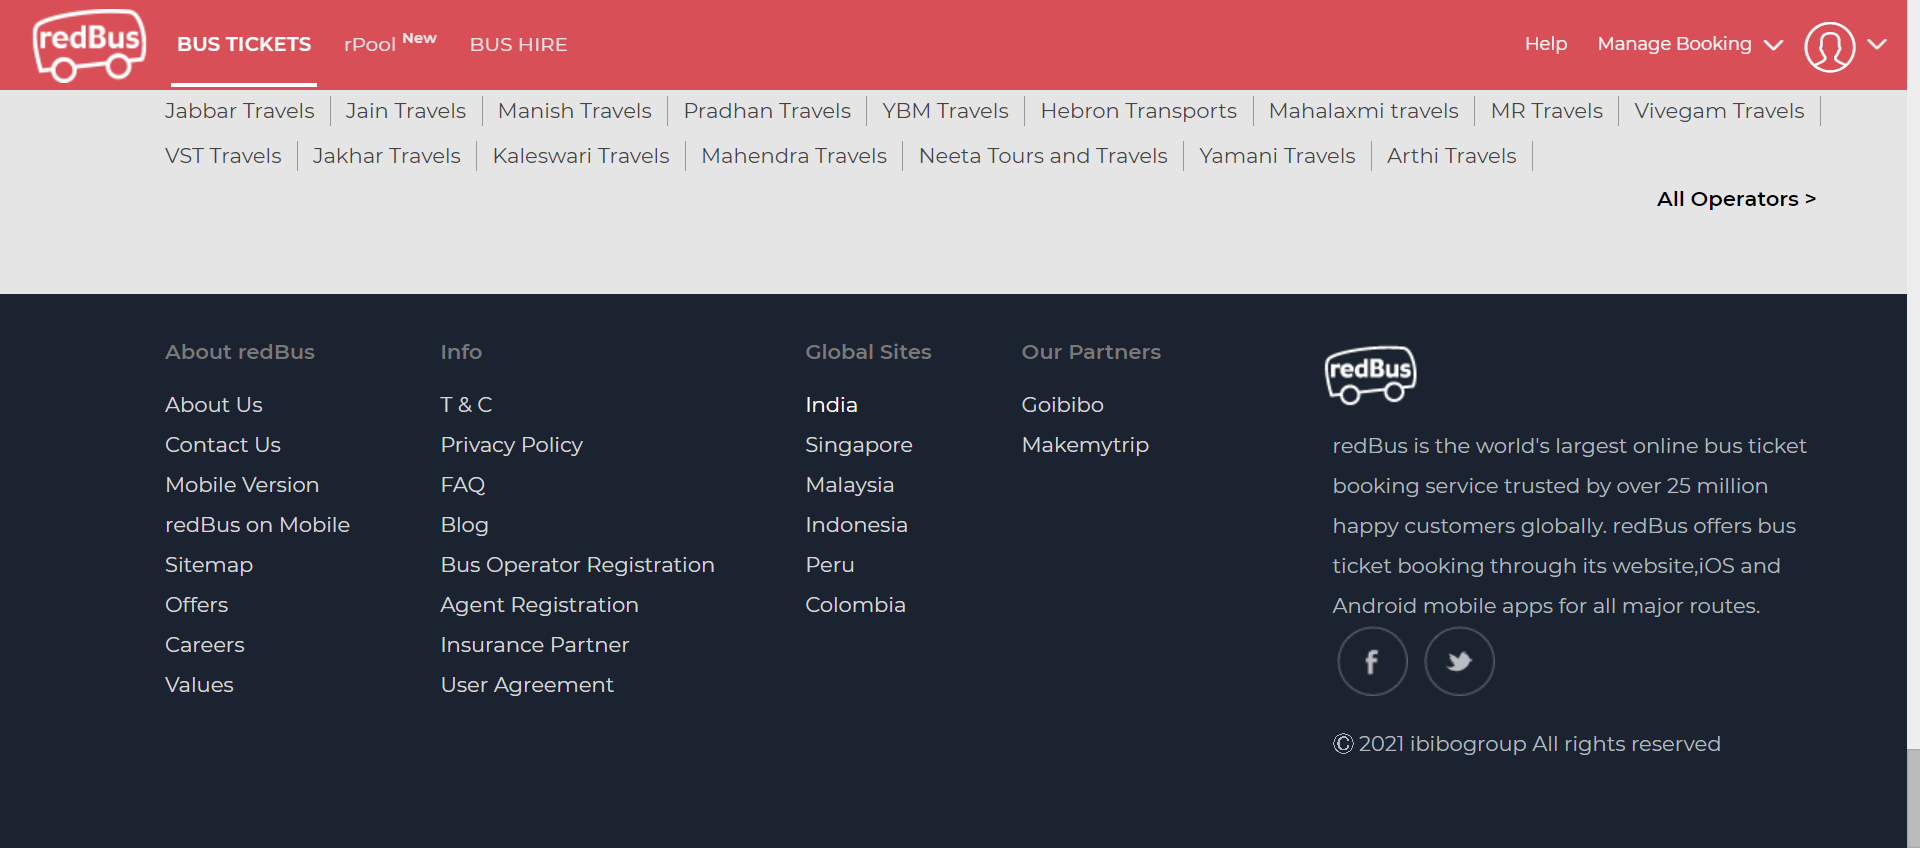 redBus BUS TICKETS rPool New BUS HIRE Help Manage Booking
Jabbar Travels Jain Travels Manish Travels Pradhan Travels YBM Travels Hebron Transports Mahalaxmi travels MR Travels Vivegam Travels
VST Travels Jakhar Travels Kaleswari Travels Mahendra Travels Neeta Tours and Travels Yamani Travels Arthi Travels
All Operators >
About redBus
About Us
Contact Us
Mobile Version
redBus on Mobile
Sitemap
Offers
Careers
Values
Info
T & C
Privacy Policy
FAQ
Blog
Bus Operator Registration
Agent Registration
Insurance Partner
User Agreement
Global Sites
India
Singapore
Malaysia
Indonesia
Peru
Colombia
Our Partners
Goibibo
Makemytrip
redBus
redBus is the world's largest online bus ticket
booking service trusted by over 25 million
happy customers globally. redBus offers bus
ticket booking through its website,iOS and
Android mobile apps for all major routes.
f
© 2021 ibibogroup All rights reserved